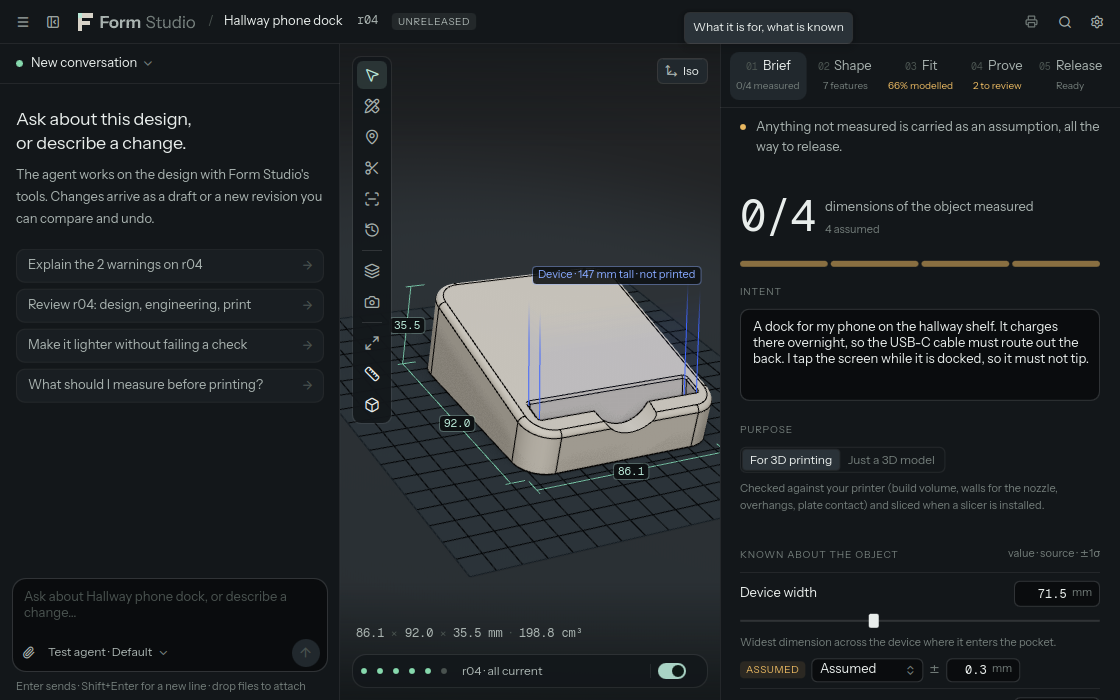 Form Studio
/
Hallway phone dock
r04
UNRELEASED
What it is for, what is known
New conversation
Ask about this design,
or describe a change.
The agent works on the design with Form Studio's
tools. Changes arrive as a draft or a new revision you
can compare and undo.
Explain the 2 warnings on r04
Review r04: design, engineering, print
Make it lighter without failing a check
What should I measure before printing?
Ask about Hallway phone dock, or describe a
change...
Test agent · Default
Enter sends · Shift+Enter for a new line · drop files to attach
Iso
Device · 147 mm tall · not printed
35.5
92.0
86.1
86.1 × 92.0 × 35.5 mm · 198.8 cm³
r04 · all current
01 Brief
0/4 measured
02 Shape
7 features
03 Fit
66% modelled
04 Prove
2 to review
05 Release
Ready
Anything not measured is carried as an assumption, all the
way to release.
0/4
dimensions of the object measured
4 assumed
INTENT
A dock for my phone on the hallway shelf. It charges
there overnight, so the USB-C cable must route out the
back. I tap the screen while it is docked, so it must not tip.
PURPOSE
For 3D printing
Just a 3D model
Checked against your printer (build volume, walls for the nozzle,
overhangs, plate contact) and sliced when a slicer is installed.
KNOWN ABOUT THE OBJECT
value · source · ±1σ
Device width
71.5 mm
Widest dimension across the device where it enters the pocket.
ASSUMED
Assumed
± 0.3 mm